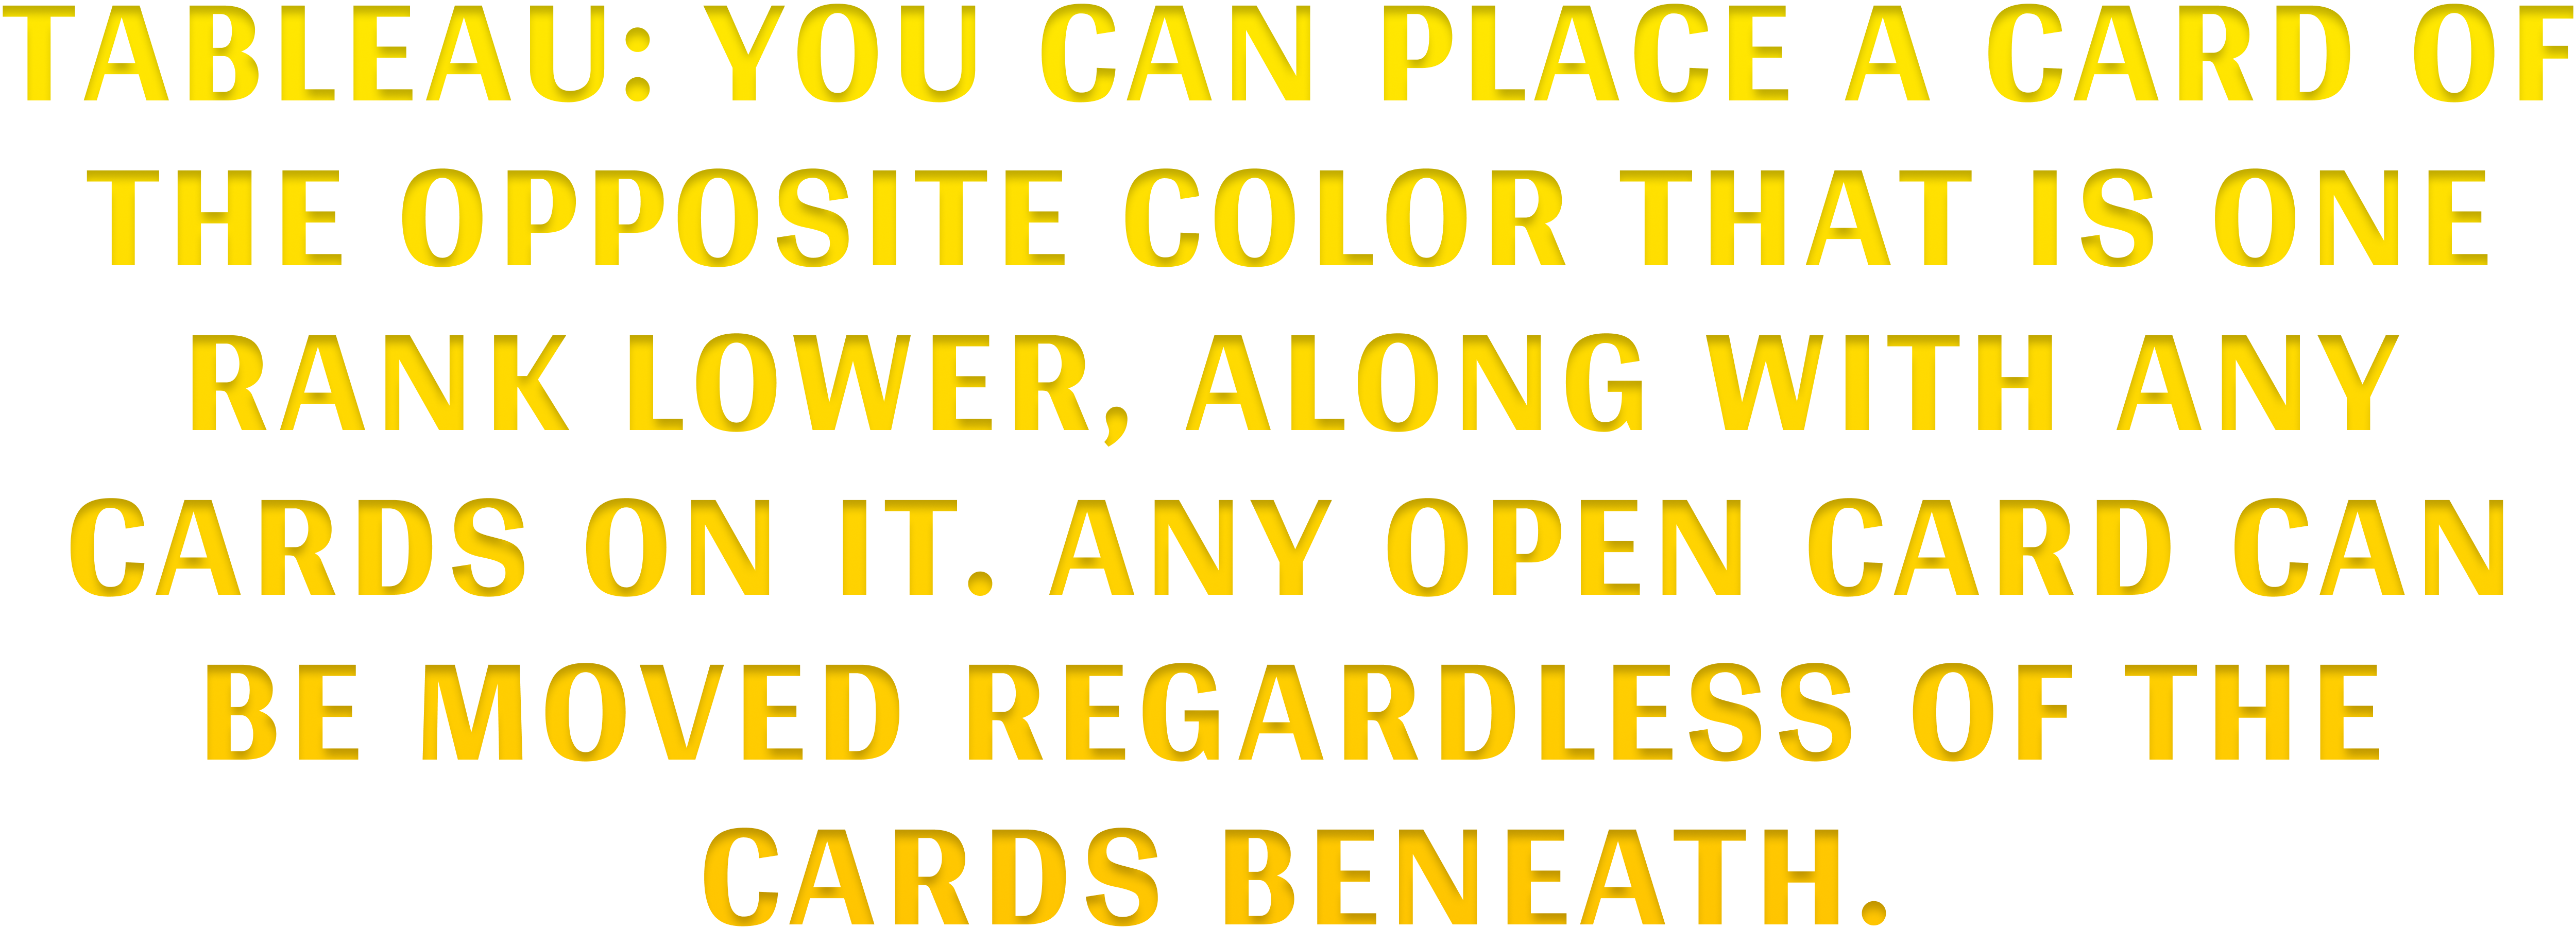 TABLEAU: YOU CAN PLACE A CARD OF
THE OPPOSITE COLOR THAT IS ONE
RANK LOWER, ALONG WITH ANY
CARDS ON IT. ANY OPEN CARD CAN
BE MOVED REGARDLESS OF THE
CARDS BENEATH.